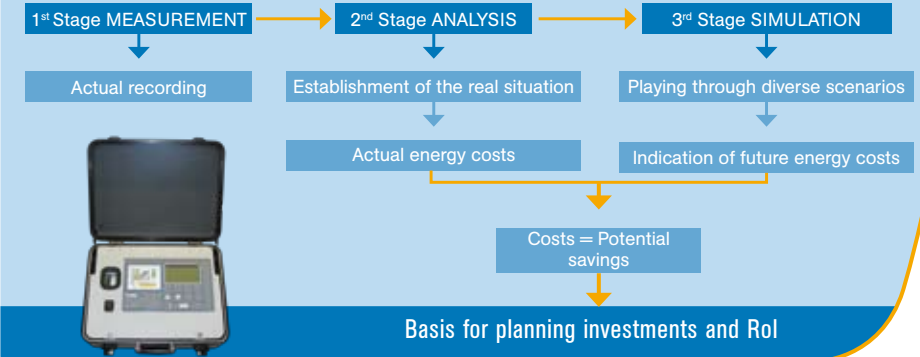 1st Stage MEASUREMENT
2nd Stage ANALYSIS
3rd Stage SIMULATION
Actual recording
Establishment of the real situation
Playing through diverse scenarios
Actual energy costs
Indication of future energy costs
Costs = Potential
savings
Basis for planning investments and RoI